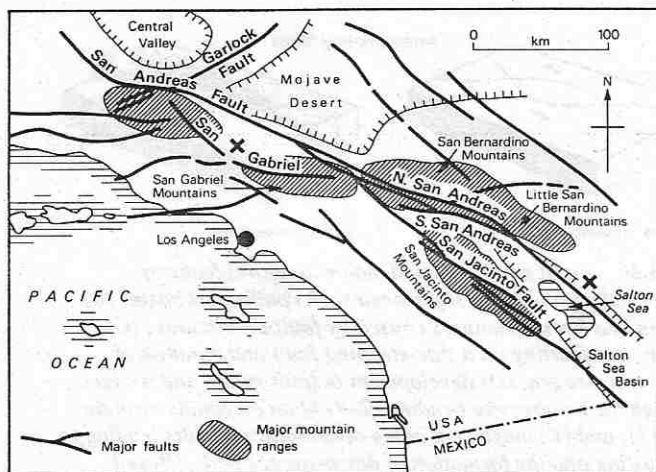 Central
Valley
0
100
km
N
San
Andreas
Fault
Garlock
Fault
Mojave
Desert
San
Gabriel
San Bernardino
Mountains
San Gabriel
Mountains
N. San Andreas
Little San
Bernardino
Mountains
S. San Andreas
San Jacinto
Fault
San Jacinto
Mountains
Los Angeles
Salton
Sea
PACIFIC
OCEAN
Salton
Sea
Basin
Major faults
Major mountain
ranges
USA
MEXICO